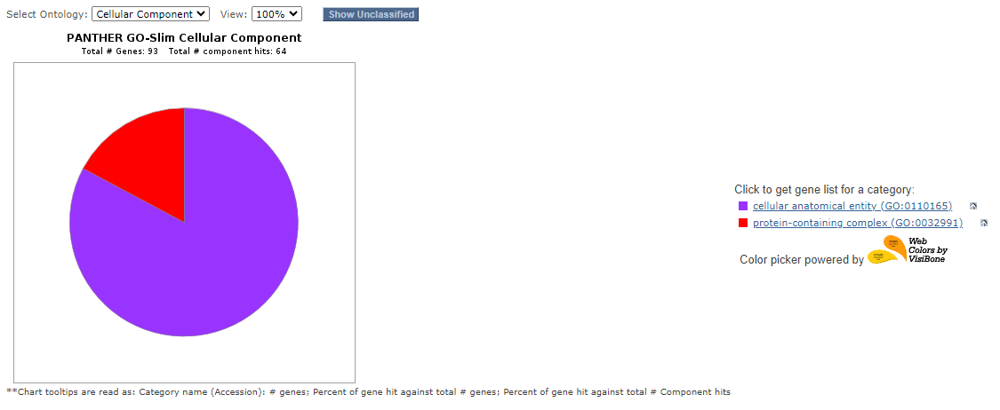 Select Ontology: Cellular Component View: 100% Show Unclassified
PANTHER GO-Slim Cellular Component
Total # Genes: 93 Total # component hits: 64
Click to get gene list for a category:
cellular anatomical entity (GO:0110165)
protein-containing complex (GO:0032991)
Color picker powered by
Web
Colors by
VisiBone
**Chart tooltips are read as: Category name (Accession): # genes; Percent of gene hit against total # genes; Percent of gene hit against total # Component hits